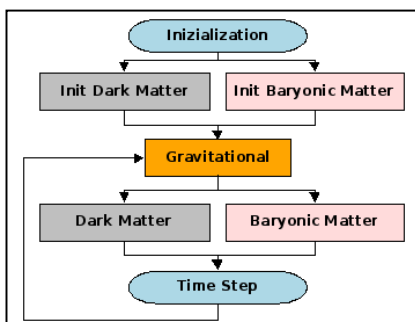 Inizialization
Init Dark Matter
Init Baryonic Matter
Gravitational
Dark Matter
Baryonic Matter
Time Step